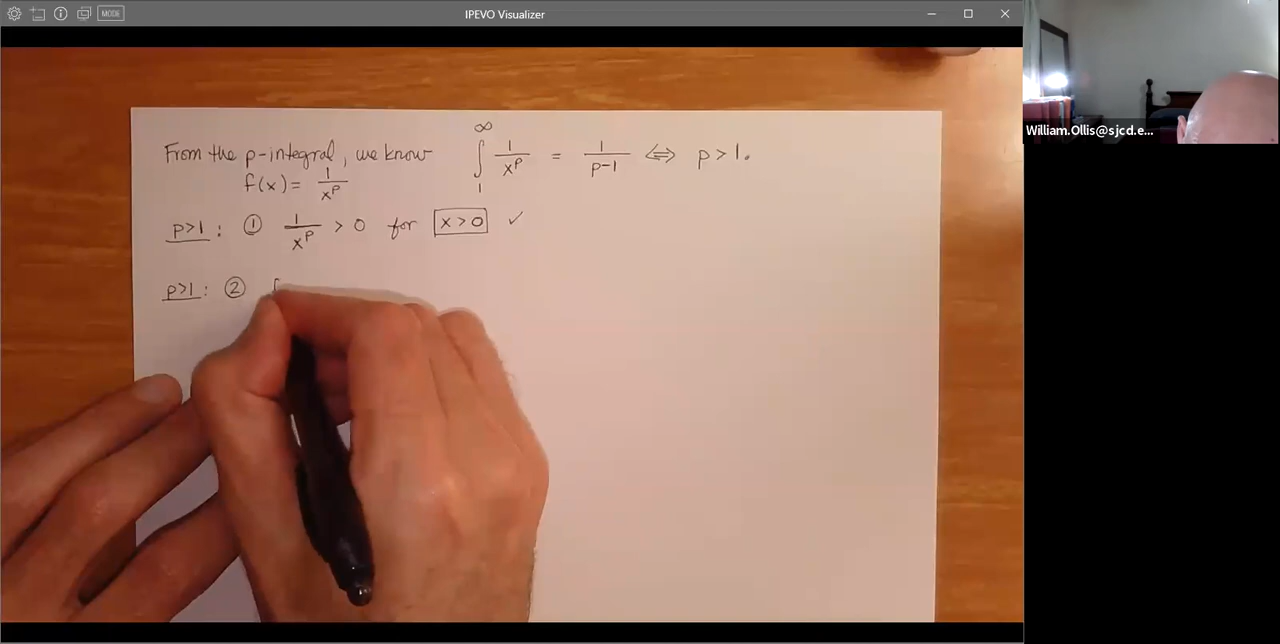 MODE
IPEVO Visualizer
William.Ollis@sjcd.e...
From the p-integral, we know ∫₁^∞ 1/x^p = 1/(p-1) ⇔ p > 1.
f(x) = 1/x^p
p>1 : ① 1/x^p > 0 for x > 0 ✓
p>1 : ②